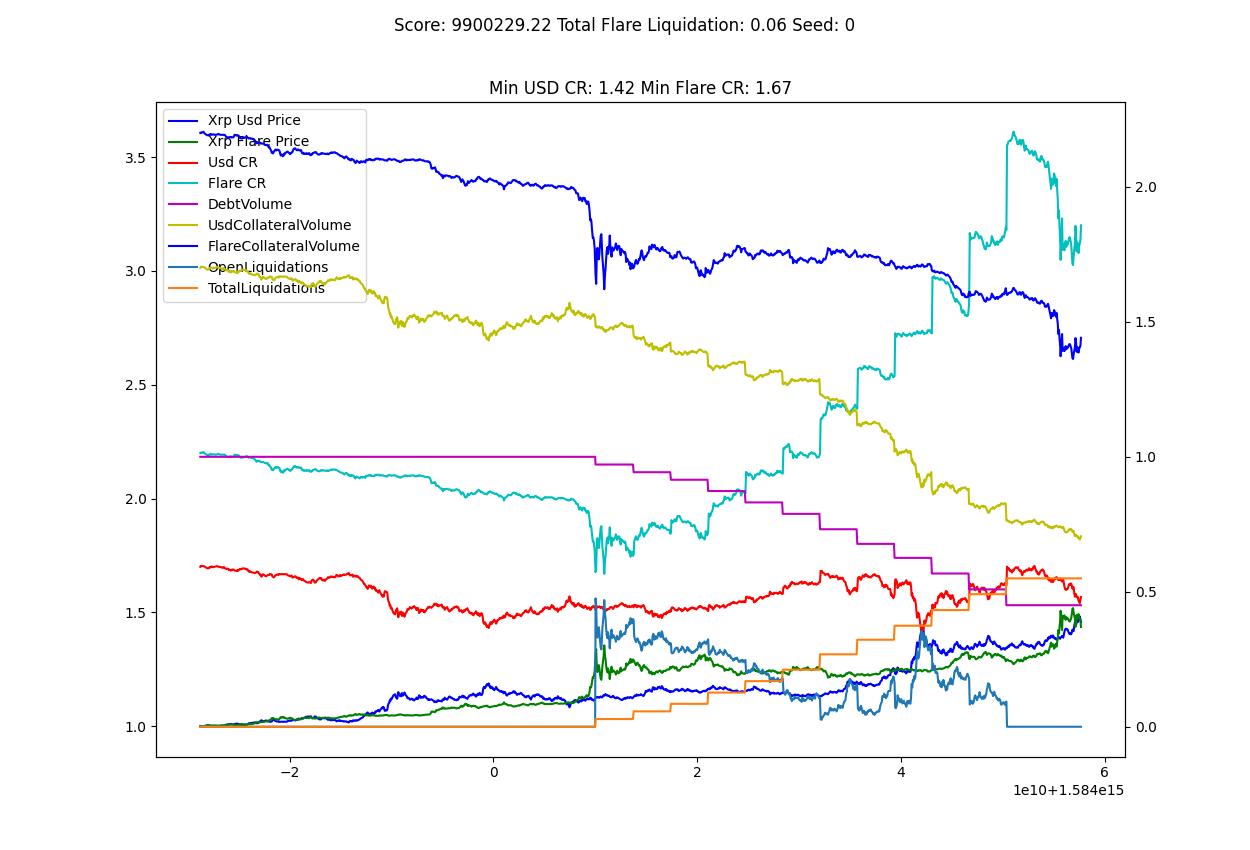 Score: 9900229.22 Total Flare Liquidation: 0.06 Seed: 0
Min USD CR: 1.42 Min Flare CR: 1.67
Xrp Usd Price
Xrp Flare Price
Usd CR
Flare CR
DebtVolume
UsdCollateralVolume
FlareCollateralVolume
OpenLiquidations
TotalLiquidations
3.5
3.0
2.5
2.0
1.5
1.0
2.0
1.5
1.0
0.5
0.0
−2 0 2 4 6
1e10+1.584e15